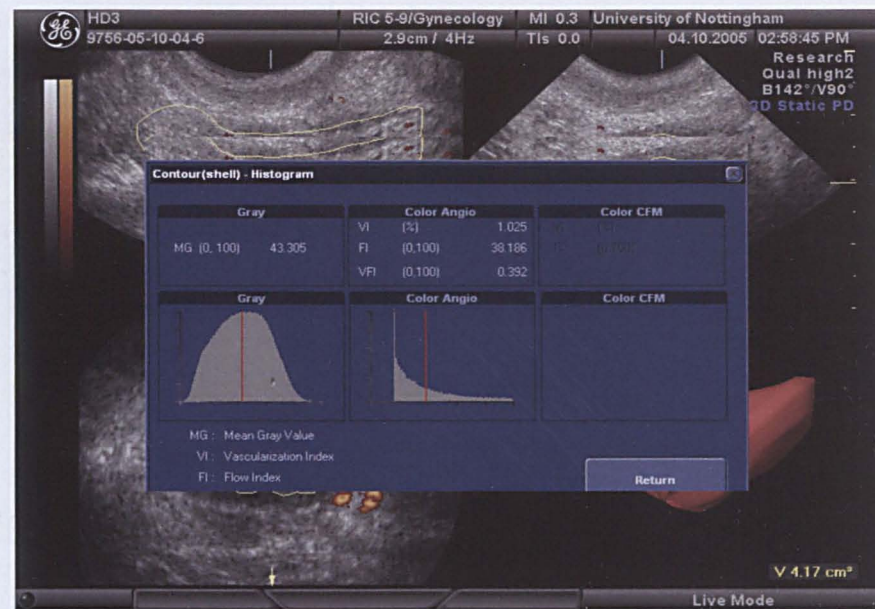 GE
HD3
RIC 5-9/Gynecology
MI 0.3
University of Nottingham
9756-05-10-04-6
2.9cm / 4Hz
TIs 0.0
04.10.2005 02:58:45 PM
Research
Qual high2
B142°/V90°
3D Static PD
Contour(shell) - Histogram
Gray
MG (0, 100) 43.305
Color Angio
VI (%) 1.025
FI (0,100) 38.186
VFI (0,100) 0.392
Color CFM
Gray
Color Angio
Color CFM
MG : Mean Gray Value
VI : Vascularization Index
FI : Flow Index
Return
V 4.17 cm³
Live Mode